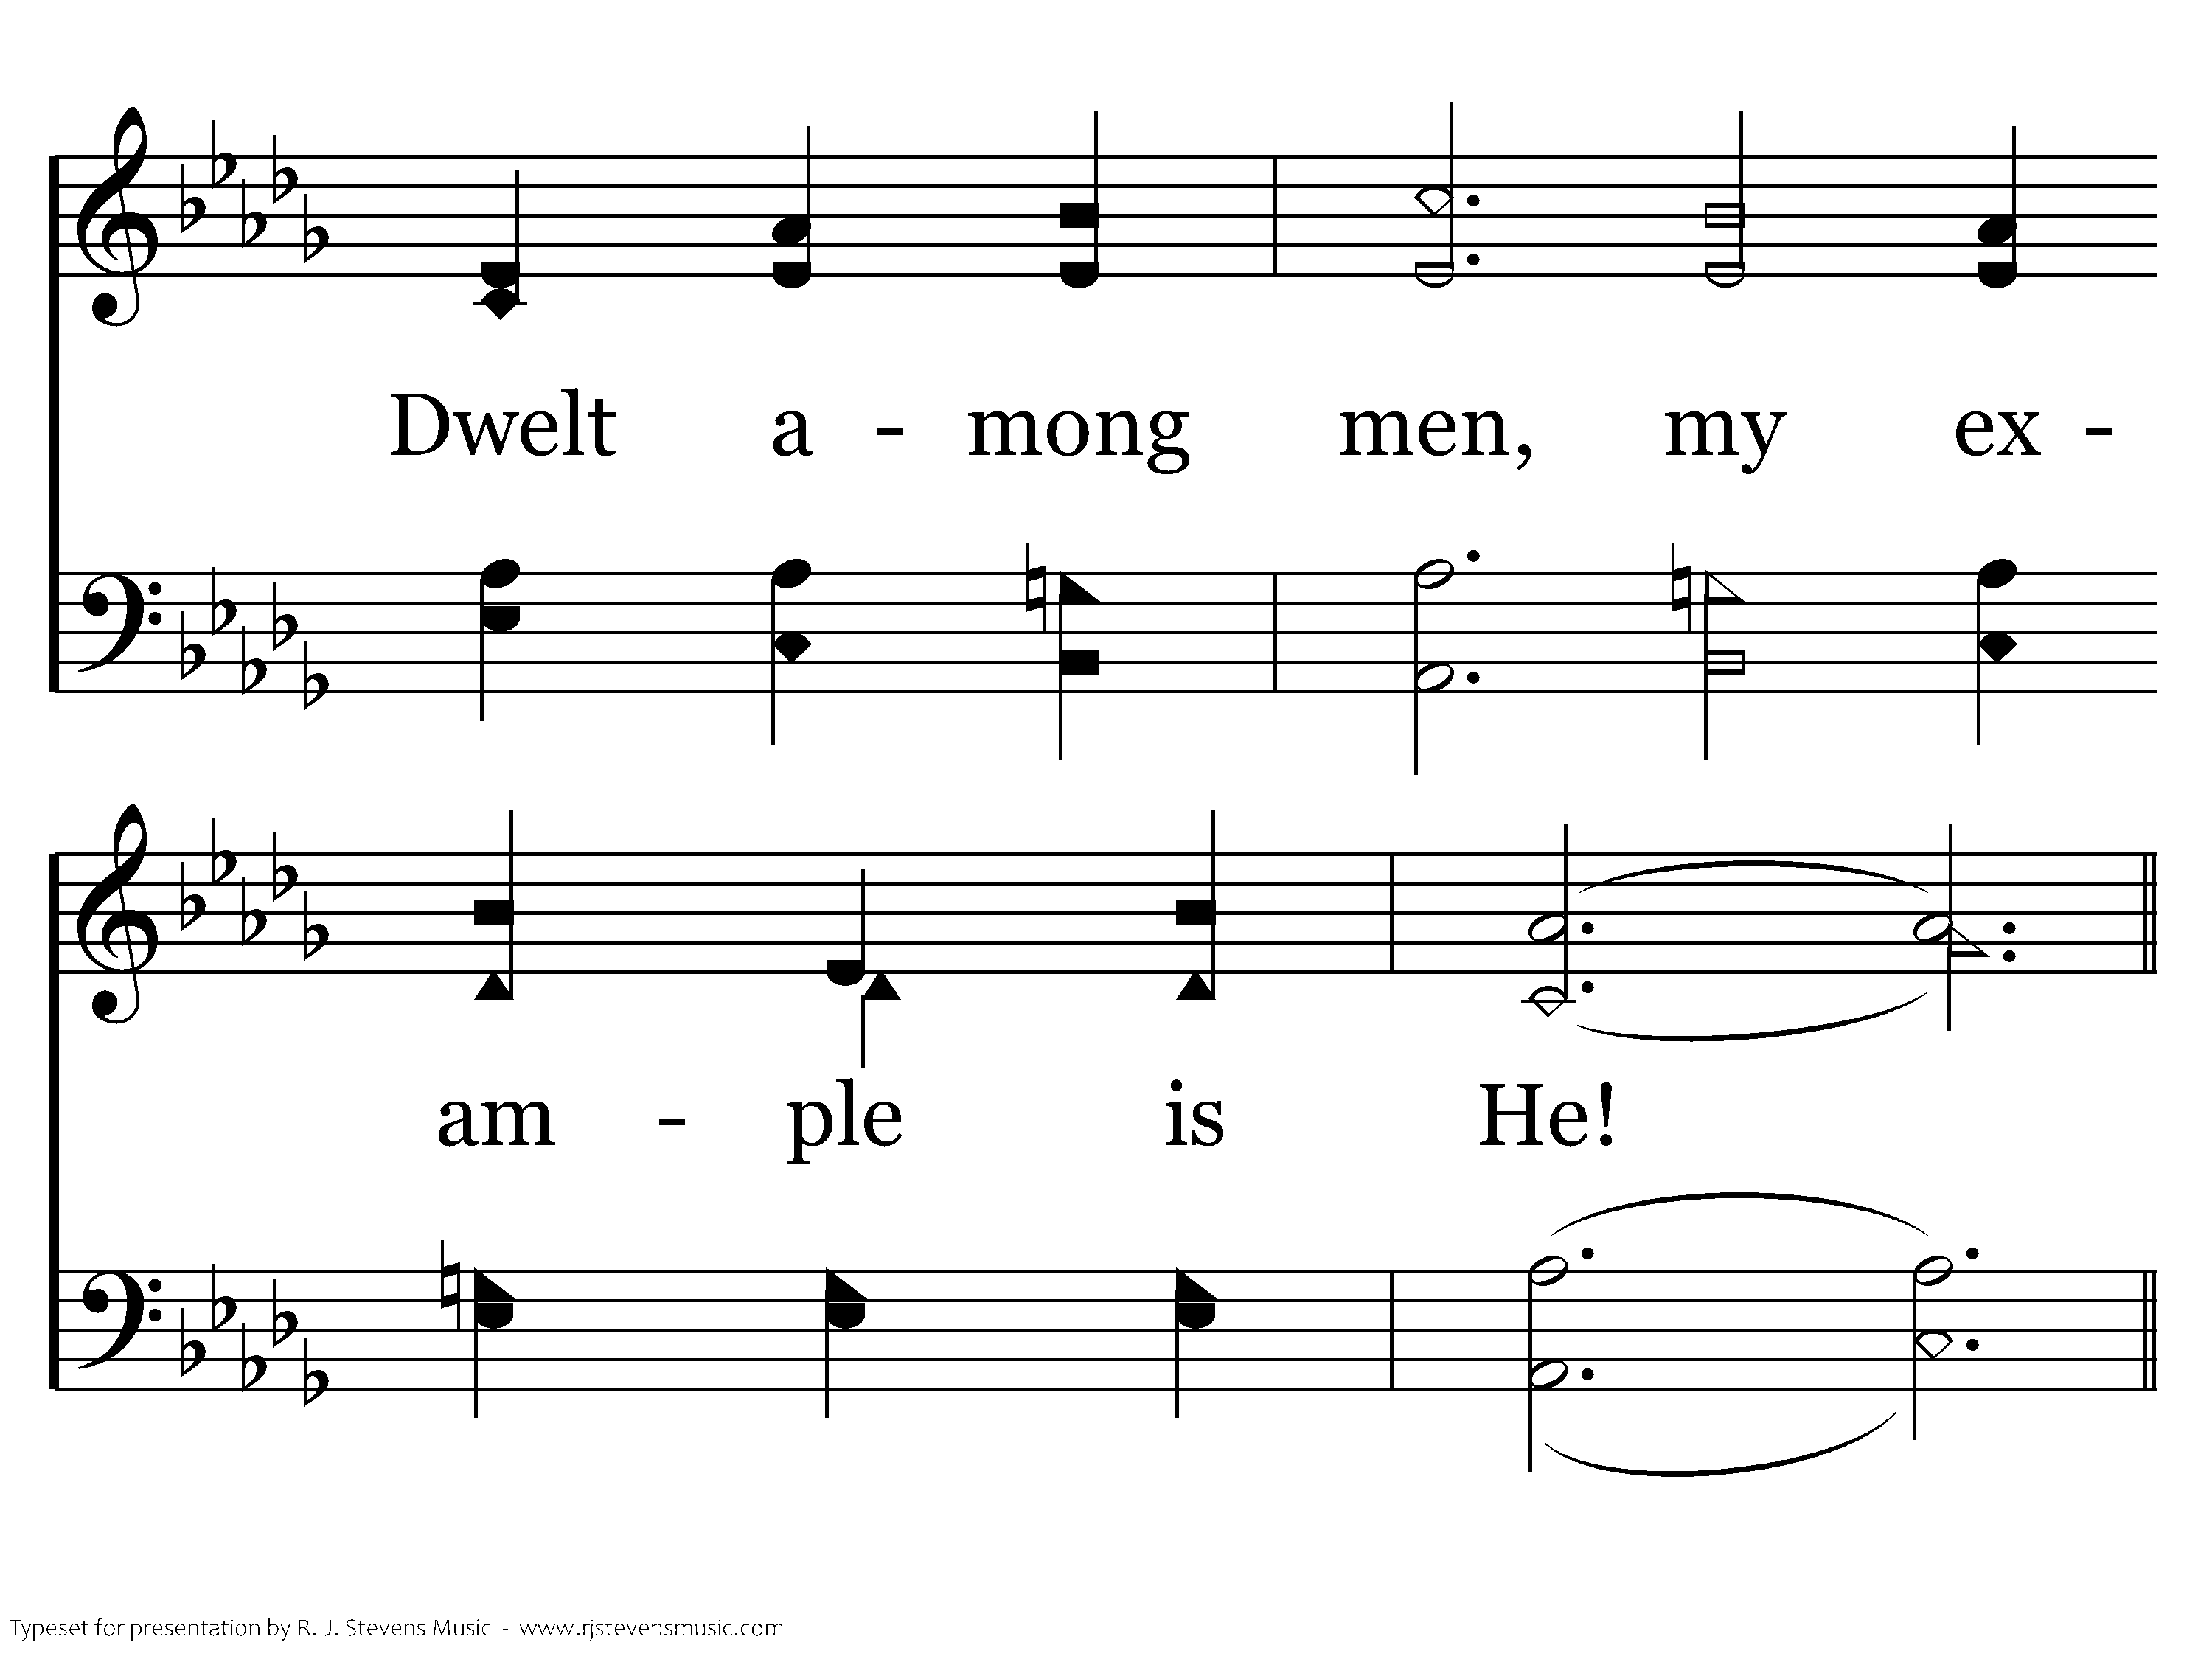 Dwelt a - mong men, my ex -
am - ple is He!
Typeset for presentation by R. J. Stevens Music - www.rjstevensmusic.com